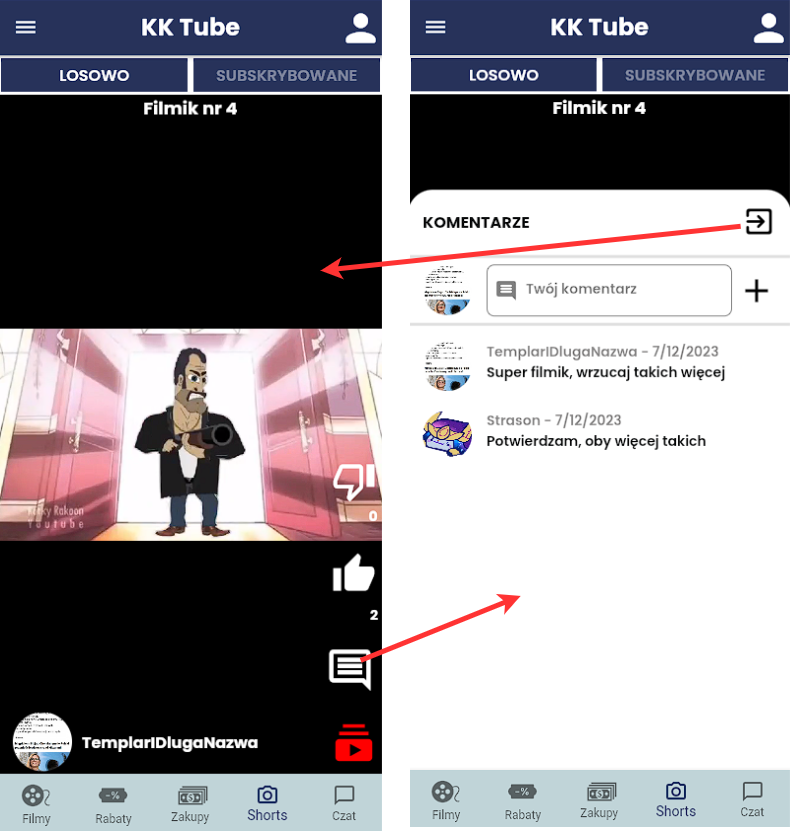 KK Tube
LOSOWO
SUBSKRYBOWANE
Filmik nr 4
Youtube
0
2
TemplarIDlugaNazwa
Filmy
-%
Rabaty
Zakupy
Shorts
Czat
KK Tube
LOSOWO
SUBSKRYBOWANE
Filmik nr 4
KOMENTARZE
Twój komentarz
TemplarIDlugaNazwa - 7/12/2023
Super filmik, wrzucaj takich więcej
Strason - 7/12/2023
Potwierdzam, oby więcej takich
Filmy
-%
Rabaty
Zakupy
Shorts
Czat